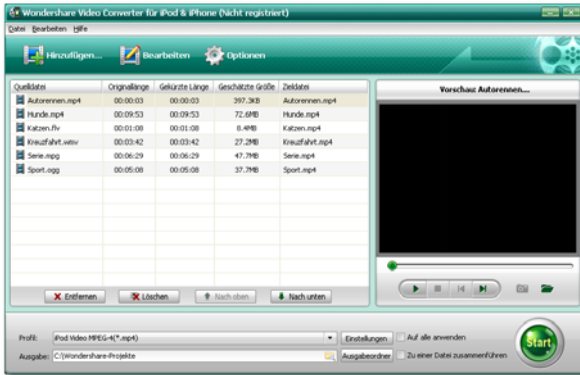 Wondershare Video Converter für iPod & iPhone (Nicht registriert)
Datei Bearbeiten Hilfe
Hinzufügen... Bearbeiten Optionen
Quelldatei Originallänge Gekürzte Länge Geschätzte Größe Zieldatei
Autorennen.mp4 00:00:03 00:00:03 397.3KB Autorennen.mp4
Hunde.mp4 00:09:53 00:09:53 72.6MB Hunde.mp4
Katzen.flv 00:01:08 00:01:08 8.4MB Katzen.mp4
Kreuzfahrt.wmv 00:03:42 00:03:42 27.2MB Kreuzfahrt.mp4
Serie.mpg 00:06:29 00:06:29 47.7MB Serie.mp4
Sport.ogg 00:05:08 00:05:08 37.7MB Sport.mp4
Vorschau: Autorennen...
Entfernen Löschen Nach oben Nach unten
Profil: iPod Video MPEG-4(*.mp4) Einstellungen Auf alle anwenden
Ausgabe: C:/Wondershare-Projekte Ausgabeordner Zu einer Datei zusammenführen
Start